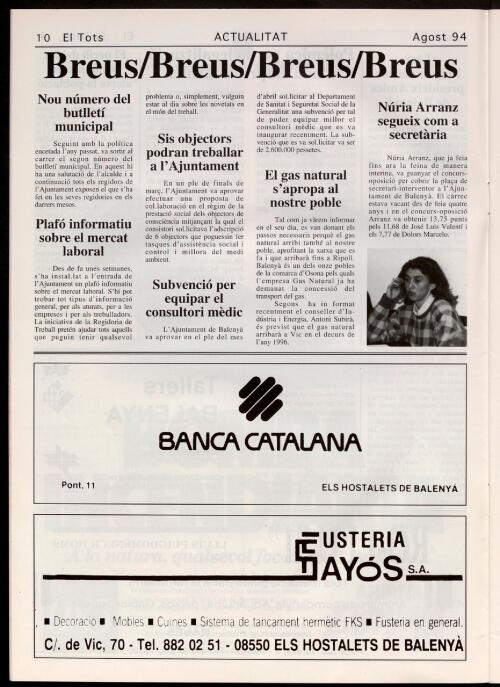 10 El Tots
ACTUALITAT
Agost 94
Breus/Breus/Breus/Breus
Nou número del
butlletí
municipal
Seguint amb la política
encetada l'any passat, va sortir al
carrer el segon número del
butlletí municipal. En aquest hi
ha una salutació de l'alcalde i a
continuació tots els regidors de
l'Ajuntament exposen el que s'ha
fet en les seves regidories en els
darrers mesos.
Plafó informatiu
sobre el mercat
laboral
Des de fa unes setmanes,
s'ha instal.lat a l'entrada de
l'Ajuntament un plafó informatiu
sobre el mercat laboral. S'hi pot
trobar tot tipus d'informació
general, per als aturats, per a les
empreses i per als treballadors.
La iniciativa de la Regidoria de
Treball pretén ajudar tots aquells
que puguin tenir qualsevol
problema o, simplement, vulguin
estar al dia sobre les novetats en
el món del treball.
Sis objectors
podran treballar
a l'Ajuntament
En un ple de finals de
març, l'Ajuntament va aprovar
efectuar una proposta de
col.laboració en el règim de la
prestació social dels objectors de
consciència mitjançant la qual el
consistori sol.licitava l'adscripció
de 6 objectors que poguessin fer
tasques d'assistència social i
control i millora del medi
ambient.
Subvenció per
equipar el
consultori mèdic
L'Ajuntament de Balenyà
va aprovar en el ple del mes
d'abril sol.licitar al Departament
de Sanitat i Seguretat Social de la
Generalitat una subvenció per tal
de poder equipar millor el
consultori mèdic que es va
inaugurar recentment. La sub-
venció que es va sol.licitar va ser
de 2.600.000 pessetes.
El gas natural
s'apropa al
nostre poble
Tal com ja vàrem informar
en el seu dia, es van donant els
passos necessaris perquè el gas
natural arribi també al nostre
poble, aprofitant la xarxa que es
fa i que arribarà fins a Ripoll.
Balenyà és un dels onze pobles
de la comarca d'Osona pels quals
l'empresa Gas Natural ja ha
demanat la concessió del
transport del gas.
Segons ha in format
recentment el conseller d'In-
dústria i Energia, Antoni Subirà,
és previst que el gas natural
arribarà a Vic en el decurs de
l'any 1996.
Núria Arranz
segueix com a
secretària
Núria Arranz, que ja feia
fins ara la feina de manera
interina, va guanyar el concurs-
oposició per cobrir la plaça de
secretari-interventor a l'Ajun-
tament de Balenyà. El càrrec
estava vacant des de feia quatre
anys i en el concurs-oposició
Arranz va obtenir 13,75 punts
pels 11,68 de José Luis Valentí i
els 7,77 de Dolors Marcelo.
BANCA CATALANA
Pont, 11
ELS HOSTALETS DE BALENYÀ
FUSTERIA
SAYÓS S.A.
■ Decoració ■ Mobles ■ Cuines ■ Sistema de tancament hermètic FKS ■ Fusteria en general.
C/. de Vic, 70 - Tel. 882 02 51 - 08550 ELS HOSTALETS DE BALENYÀ